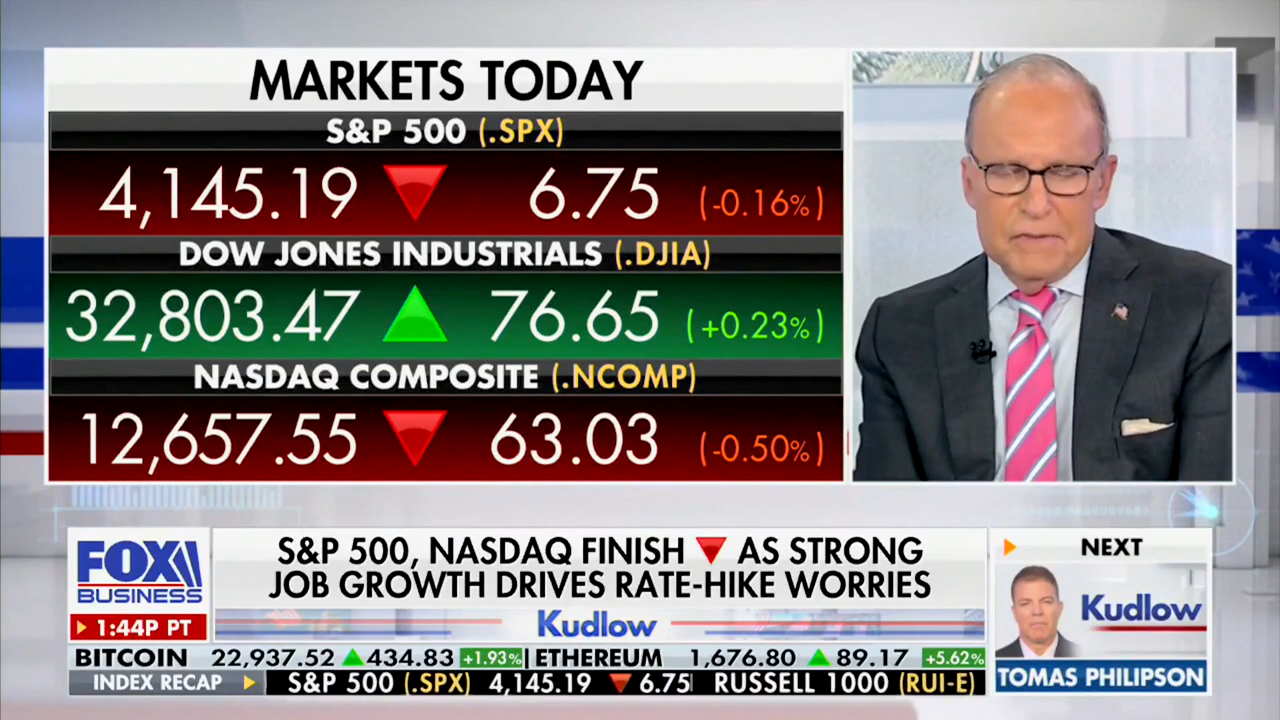 MARKETS TODAY
S&P 500 (.SPX)
4,145.19 6.75 (-0.16%)
DOW JONES INDUSTRIALS (.DJIA)
32,803.47 76.65 (+0.23%)
NASDAQ COMPOSITE (.NCOMP)
12,657.55 63.03 (-0.50%)
FOX
BUSINESS
1:44P PT
S&P 500, NASDAQ FINISH AS STRONG
JOB GROWTH DRIVES RATE-HIKE WORRIES
Kudlow
NEXT
Kudlow
TOMAS PHILIPSON
BITCOIN 22,937.52 434.83 +1.93% ETHEREUM 1,676.80 89.17 +5.62%
INDEX RECAP S&P 500 (.SPX) 4,145.19 6.75 RUSSELL 1000 (RUI-E)